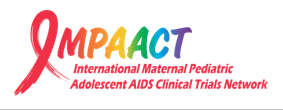 IMPAACT
International Maternal Pediatric
Adolescent AIDS Clinical Trials Network